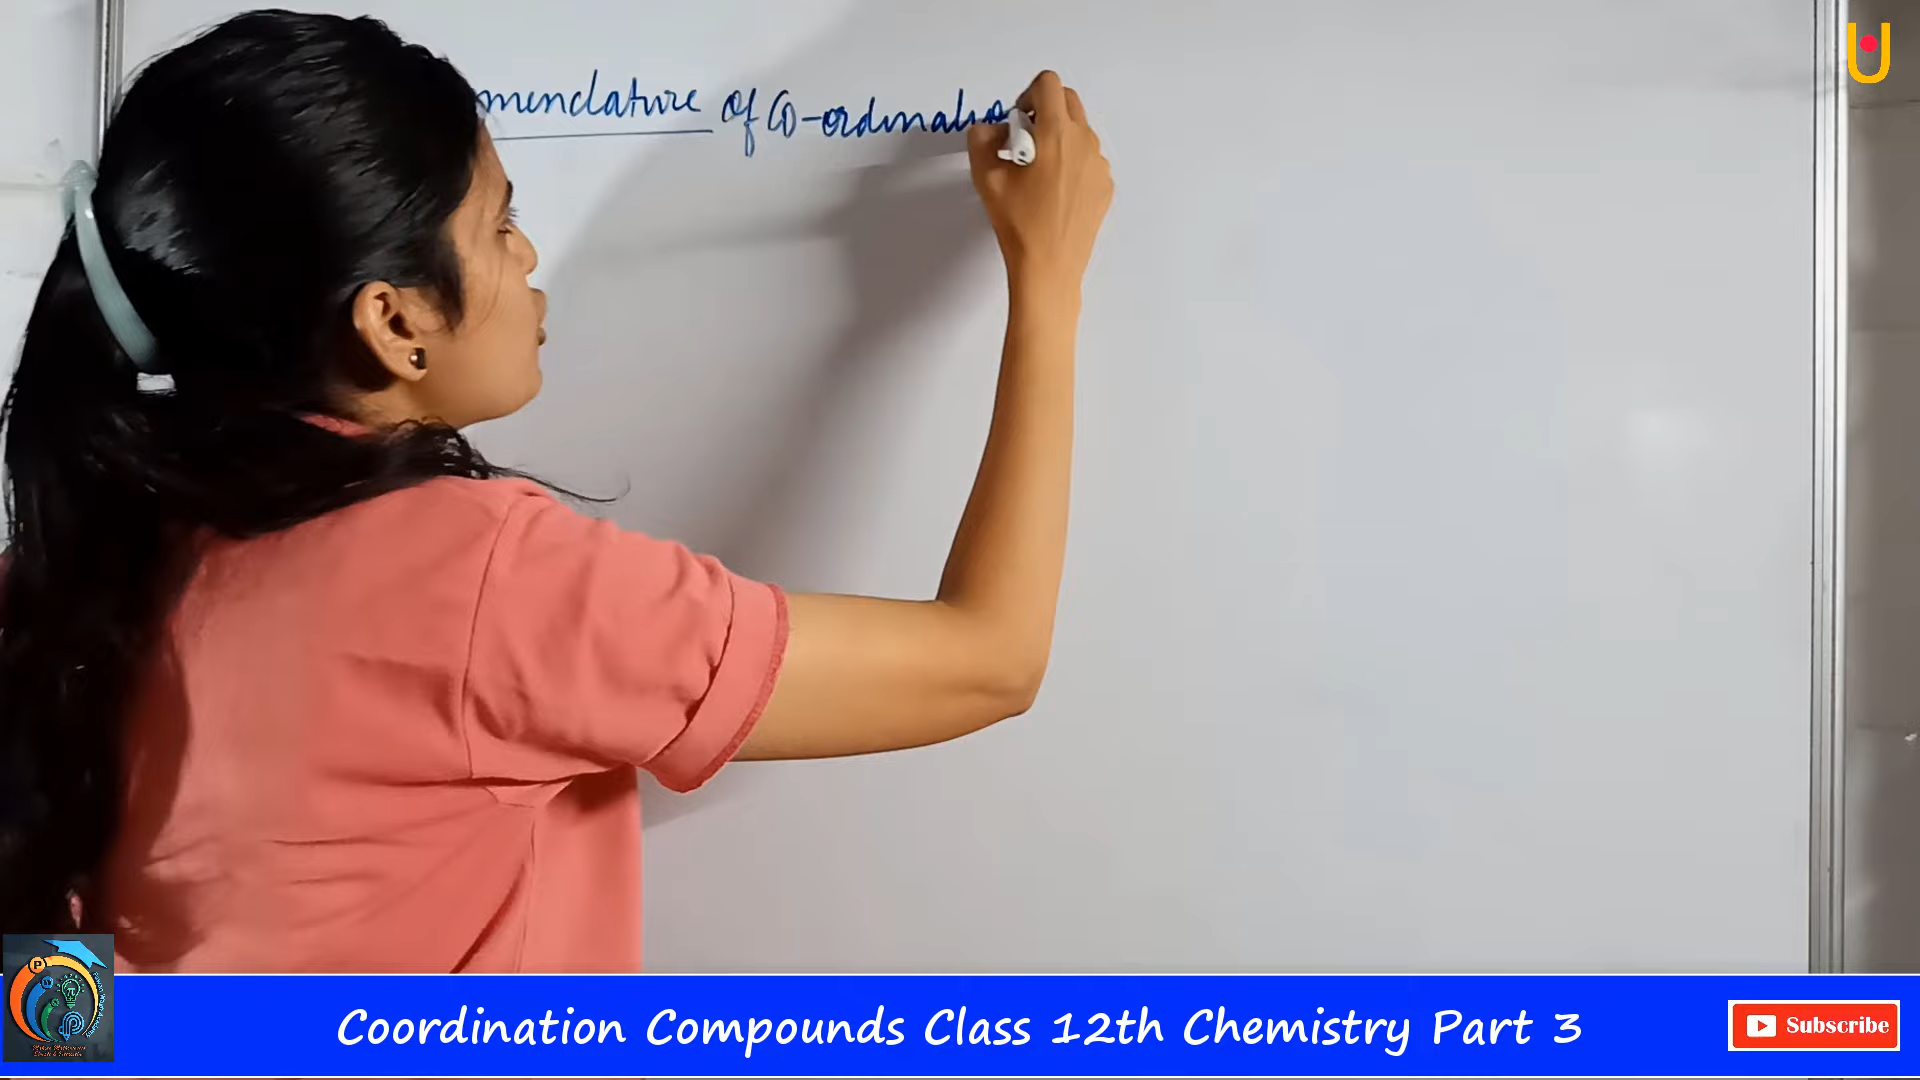 menclature of Co-ordinatio
Coordination Compounds Class 12th Chemistry Part 3
Subscribe